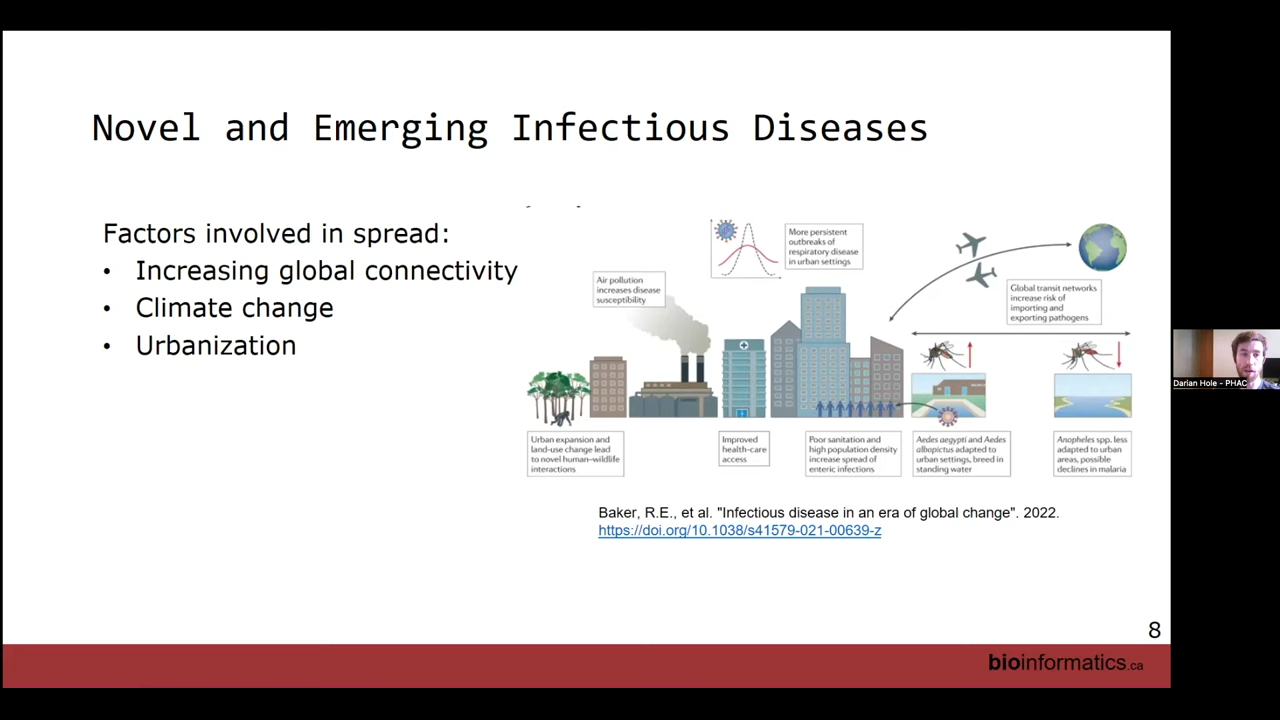 Novel and Emerging Infectious Diseases
Factors involved in spread:
• Increasing global connectivity
• Climate change
• Urbanization
More persistent
outbreaks of
respiratory disease
in urban settings
Air pollution
increases disease
susceptibility
Global transit networks
increase risk of
importing and
exporting pathogens
Urban expansion and
land-use change lead
to novel human–wildlife
interactions
Improved
health-care
access
Poor sanitation and
high population density
increase spread of
enteric infections
Aedes aegypti and Aedes
albopictus adapted to
urban settings, breed in
standing water
Anopheles spp. less
adapted to urban
areas, possible
declines in malaria
Baker, R.E., et al. "Infectious disease in an era of global change". 2022.
https://doi.org/10.1038/s41579-021-00639-z
8
bioinformatics.ca
Darian Hole - PHAC